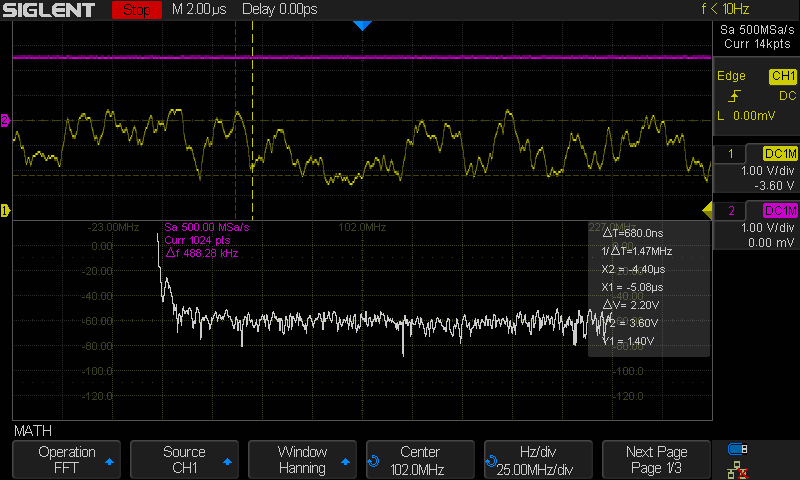 SIGLENT Stop M 2.00µs Delay 0.00ps f < 10Hz
Sa 500MSa/s
Curr 14kpts
Edge CH1
DC
L 0.00mV
2
1 DC1M
1.00 V/div
-3.60 V
1
2 DC1M
1.00 V/div
0.00 mV
-23.00MHz 102.0MHz 227.0MHz
Sa 500.00 MSa/s
Curr 1024 pts
Δf 488.28 kHz
0.00 0.00
-20.00 -20.00
-40.00 -40.00
-60.00 -60.00
-80.00 -80.00
-100.0 -100.0
-120.0 -120.0
ΔT=680.0ns
1/ΔT=1.47MHz
X2 = -4.40µs
X1 = -5.08µs
ΔV= 2.20V
Y2 = 3.60V
Y1 = 1.40V
MATH
Operation Source Window Center Hz/div Next Page
FFT CH1 Hanning 102.0MHz 25.00MHz/div Page 1/3